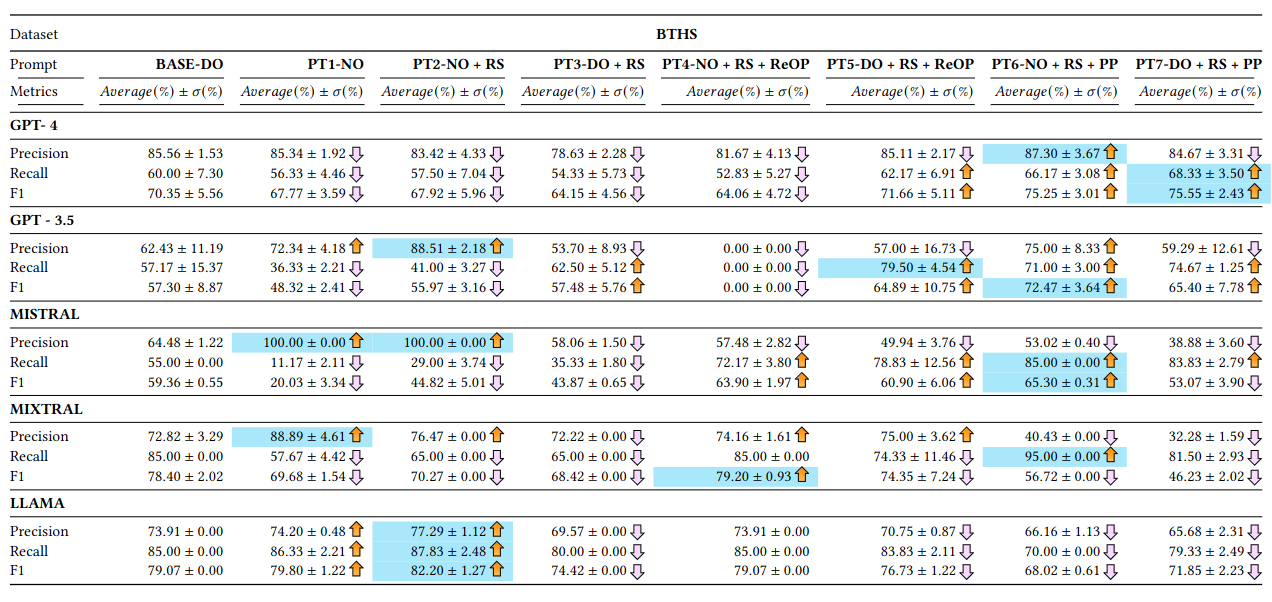 Dataset BTHS
Prompt BASE-DO PT1-NO PT2-NO + RS PT3-DO + RS PT4-NO + RS + ReOP PT5-DO + RS + ReOP PT6-NO + RS + PP PT7-DO + RS + PP
Metrics Average(%) ± σ(%) Average(%) ± σ(%) Average(%) ± σ(%) Average(%) ± σ(%) Average(%) ± σ(%) Average(%) ± σ(%) Average(%) ± σ(%) Average(%) ± σ(%)
GPT- 4
Precision 85.56 ± 1.53 85.34 ± 1.92 83.42 ± 4.33 78.63 ± 2.28 81.67 ± 4.13 85.11 ± 2.17 87.30 ± 3.67 84.67 ± 3.31
Recall 60.00 ± 7.30 56.33 ± 4.46 57.50 ± 7.04 54.33 ± 5.73 52.83 ± 5.27 62.17 ± 6.91 66.17 ± 3.08 68.33 ± 3.50
F1 70.35 ± 5.56 67.77 ± 3.59 67.92 ± 5.96 64.15 ± 4.56 64.06 ± 4.72 71.66 ± 5.11 75.25 ± 3.01 75.55 ± 2.43
GPT - 3.5
Precision 62.43 ± 11.19 72.34 ± 4.18 88.51 ± 2.18 53.70 ± 8.93 0.00 ± 0.00 57.00 ± 16.73 75.00 ± 8.33 59.29 ± 12.61
Recall 57.17 ± 15.37 36.33 ± 2.21 41.00 ± 3.27 62.50 ± 5.12 0.00 ± 0.00 79.50 ± 4.54 71.00 ± 3.00 74.67 ± 1.25
F1 57.30 ± 8.87 48.32 ± 2.41 55.97 ± 3.16 57.48 ± 5.76 0.00 ± 0.00 64.89 ± 10.75 72.47 ± 3.64 65.40 ± 7.78
MISTRAL
Precision 64.48 ± 1.22 100.00 ± 0.00 100.00 ± 0.00 58.06 ± 1.50 57.48 ± 2.82 49.94 ± 3.76 53.02 ± 0.40 38.88 ± 3.60
Recall 55.00 ± 0.00 11.17 ± 2.11 29.00 ± 3.74 35.33 ± 1.80 72.17 ± 3.80 78.83 ± 12.56 85.00 ± 0.00 83.83 ± 2.79
F1 59.36 ± 0.55 20.03 ± 3.34 44.82 ± 5.01 43.87 ± 0.65 63.90 ± 1.97 60.90 ± 6.06 65.30 ± 0.31 53.07 ± 3.90
MIXTRAL
Precision 72.82 ± 3.29 88.89 ± 4.61 76.47 ± 0.00 72.22 ± 0.00 74.16 ± 1.61 75.00 ± 3.62 40.43 ± 0.00 32.28 ± 1.59
Recall 85.00 ± 0.00 57.67 ± 4.42 65.00 ± 0.00 65.00 ± 0.00 85.00 ± 0.00 74.33 ± 11.46 95.00 ± 0.00 81.50 ± 2.93
F1 78.40 ± 2.02 69.68 ± 1.54 70.27 ± 0.00 68.42 ± 0.00 79.20 ± 0.93 74.35 ± 7.24 56.72 ± 0.00 46.23 ± 2.02
LLAMA
Precision 73.91 ± 0.00 74.20 ± 0.48 77.29 ± 1.12 69.57 ± 0.00 73.91 ± 0.00 70.75 ± 0.87 66.16 ± 1.13 65.68 ± 2.31
Recall 85.00 ± 0.00 86.33 ± 2.21 87.83 ± 2.48 80.00 ± 0.00 85.00 ± 0.00 83.83 ± 2.11 70.00 ± 0.00 79.33 ± 2.49
F1 79.07 ± 0.00 79.80 ± 1.22 82.20 ± 1.27 74.42 ± 0.00 79.07 ± 0.00 76.73 ± 1.22 68.02 ± 0.61 71.85 ± 2.23